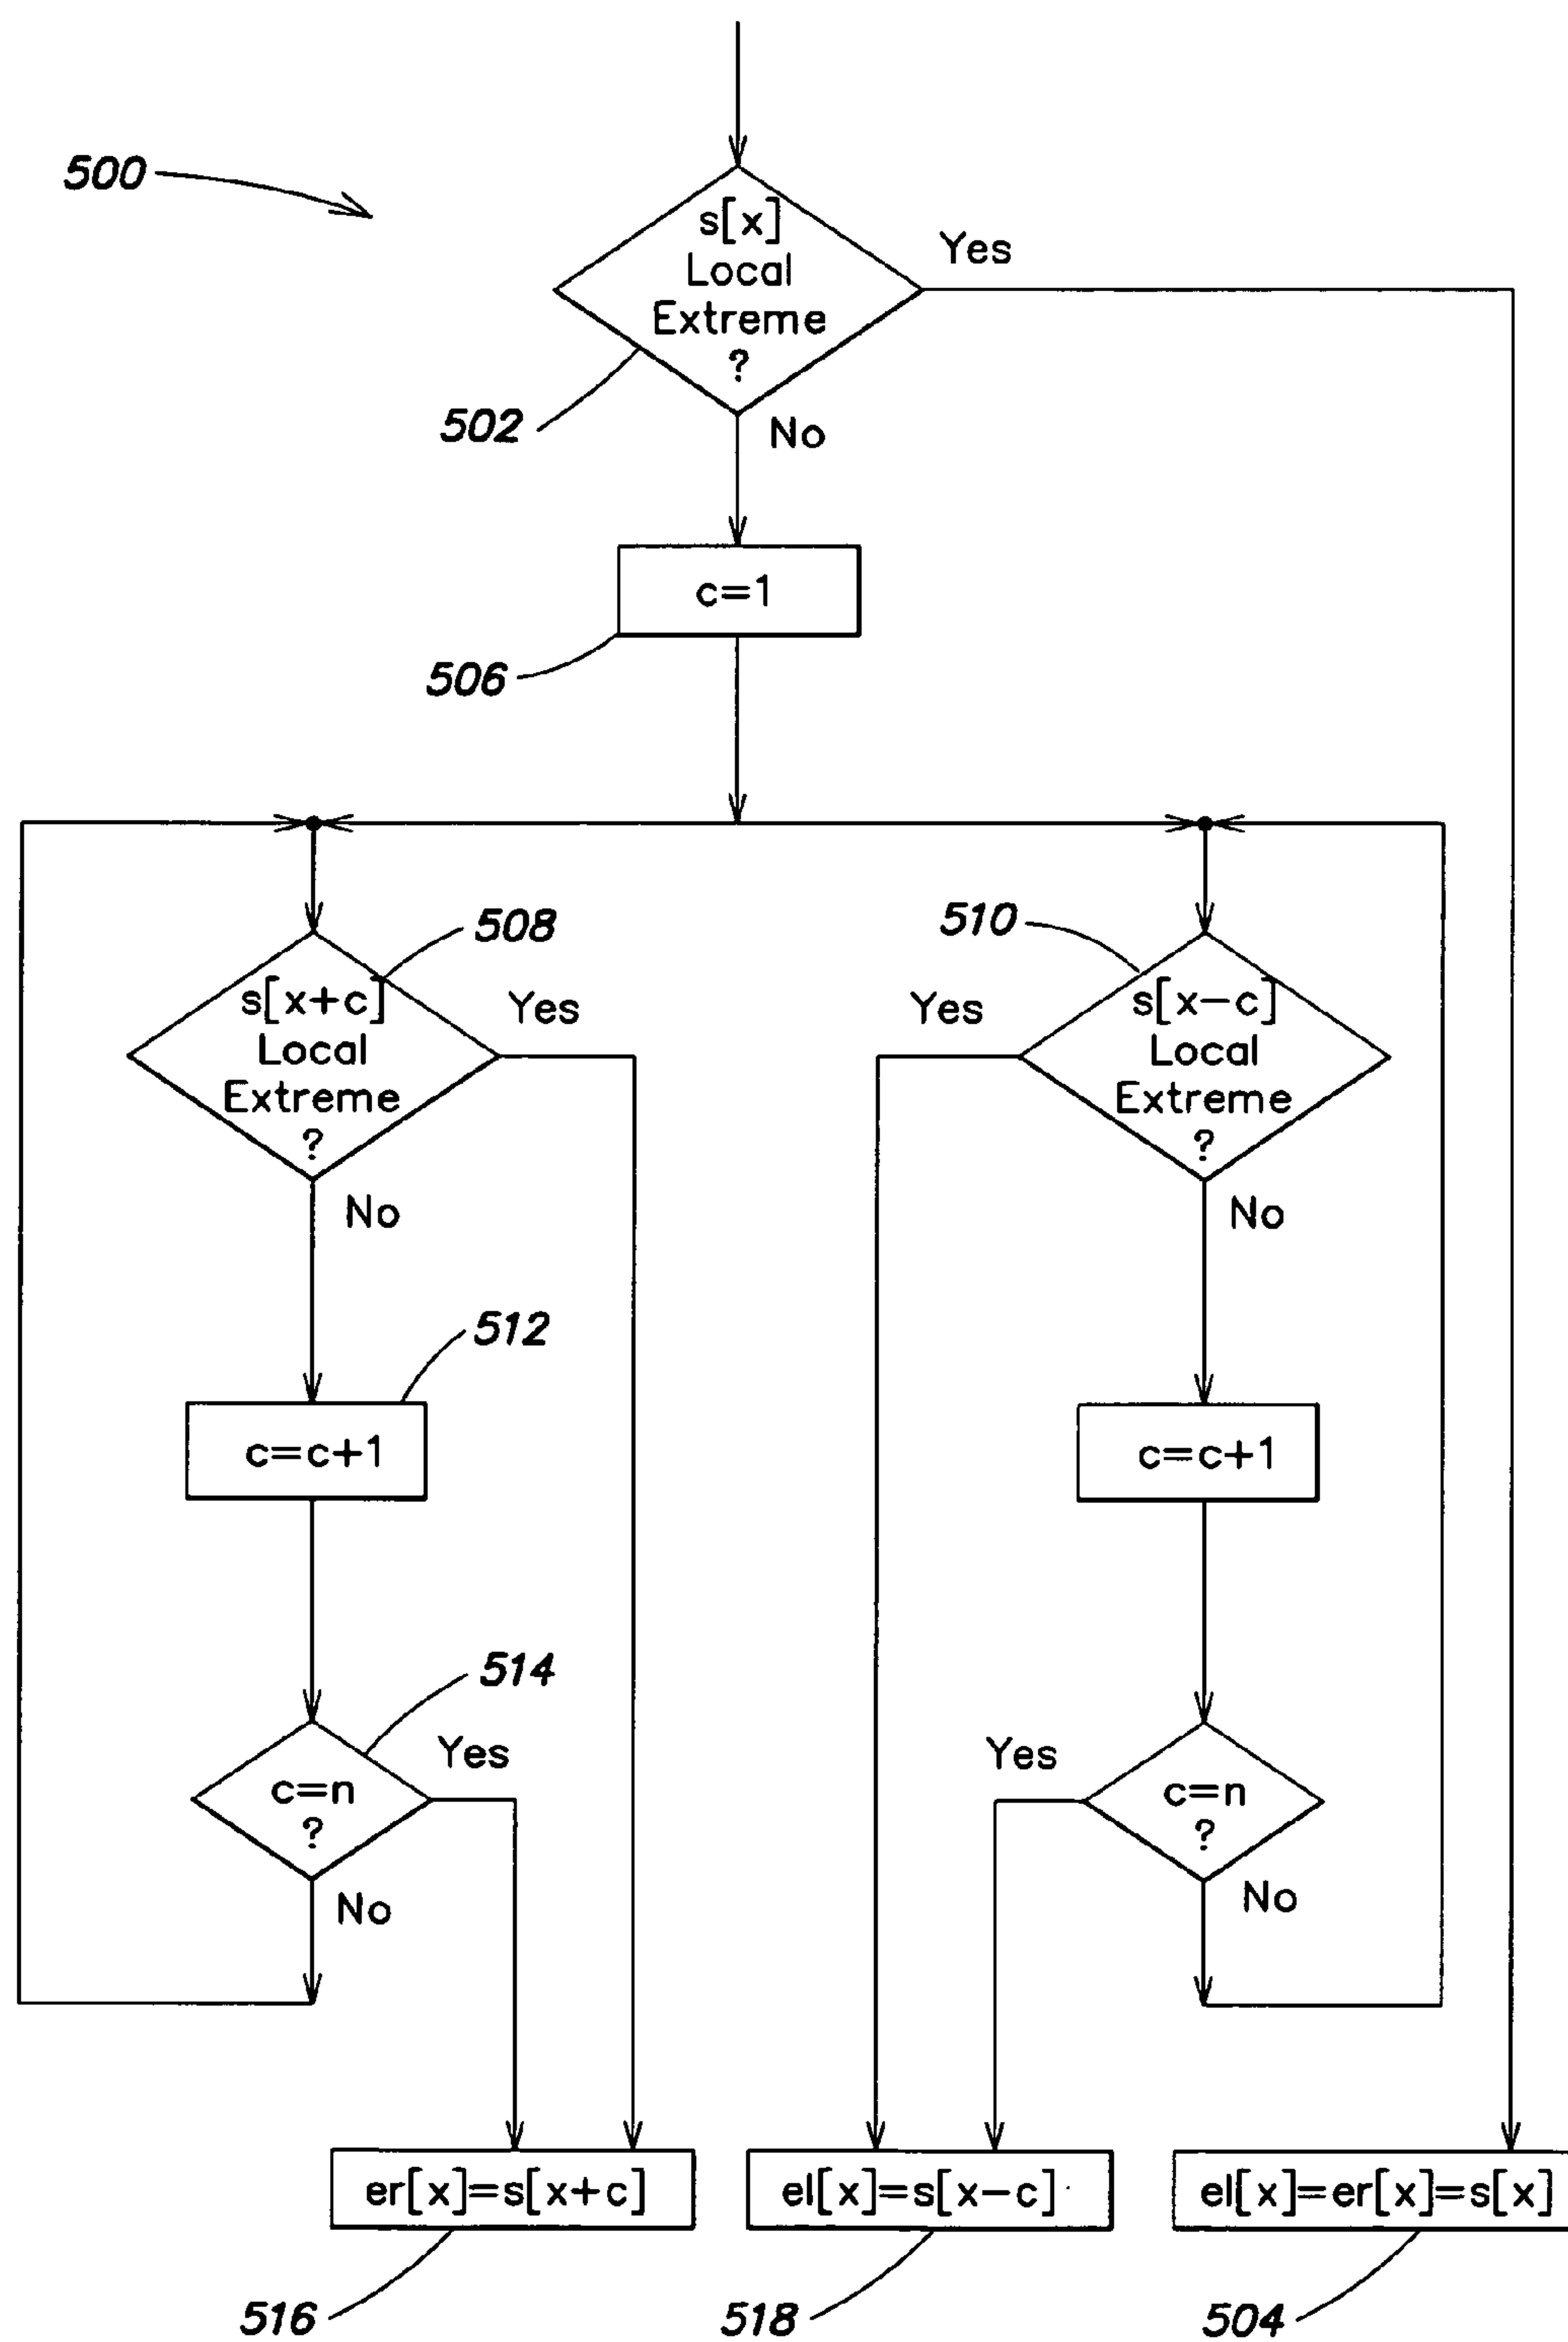 500
s[x]
Local
Extreme
?
Yes
502
No
c=1
506
508
s[x+c]
Local
Extreme
?
Yes
No
510
s[x-c]
Local
Extreme
?
Yes
No
512
c=c+1
c=c+1
514
c=n
?
Yes
No
Yes
c=n
?
No
er[x]=s[x+c]
el[x]=s[x-c]
el[x]=er[x]=s[x]
516
518
504